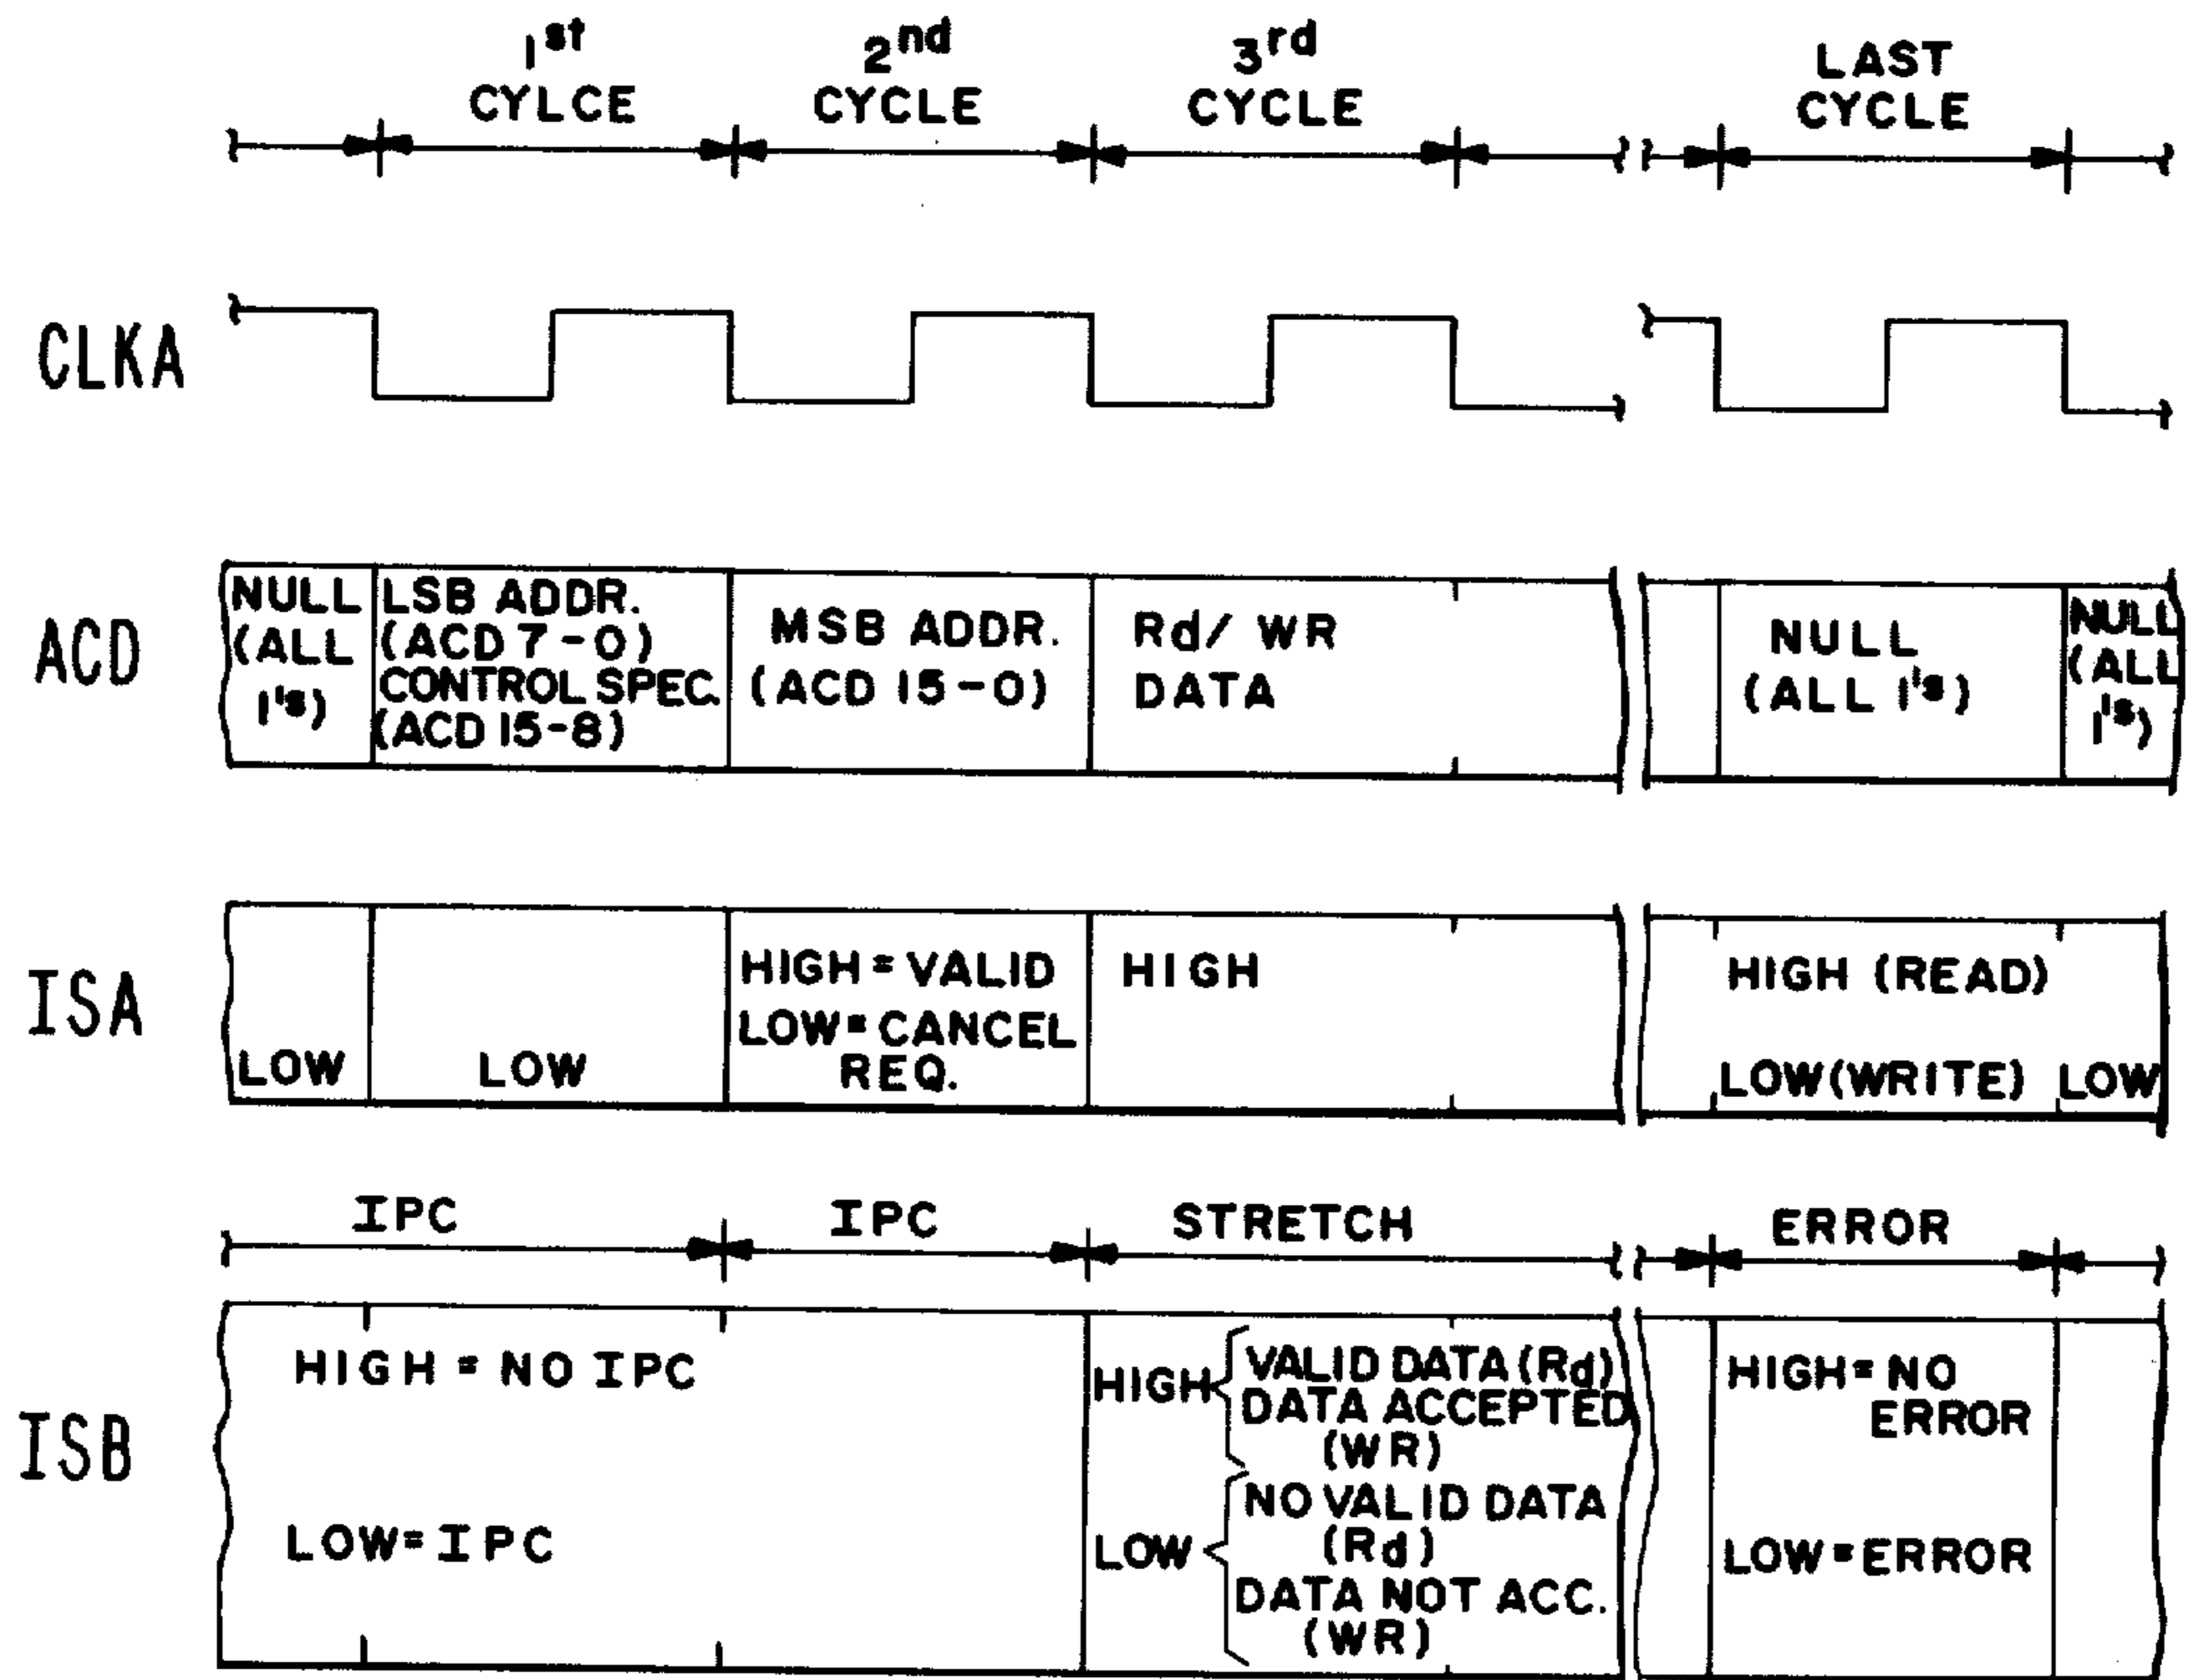 1st
CYLCE
2nd
CYCLE
3rd
CYCLE
LAST
CYCLE
CLKA
ACD
NULL
(ALL
1's)
LSB ADDR.
(ACD 7-0)
CONTROL SPEC.
(ACD 15-8)
MSB ADDR.
(ACD 15-0)
Rd/ WR
DATA
NULL
(ALL 1's)
NULL
(ALL
1's)
ISA
LOW
LOW
HIGH = VALID
LOW = CANCEL
REQ.
HIGH
HIGH (READ)
LOW (WRITE)
LOW
IPC
IPC
STRETCH
ERROR
ISB
HIGH = NO IPC
LOW = IPC
HIGH
VALID DATA (Rd)
DATA ACCEPTED
(WR)
LOW
NO VALID DATA
(Rd)
DATA NOT ACC.
(WR)
HIGH = NO
ERROR
LOW = ERROR